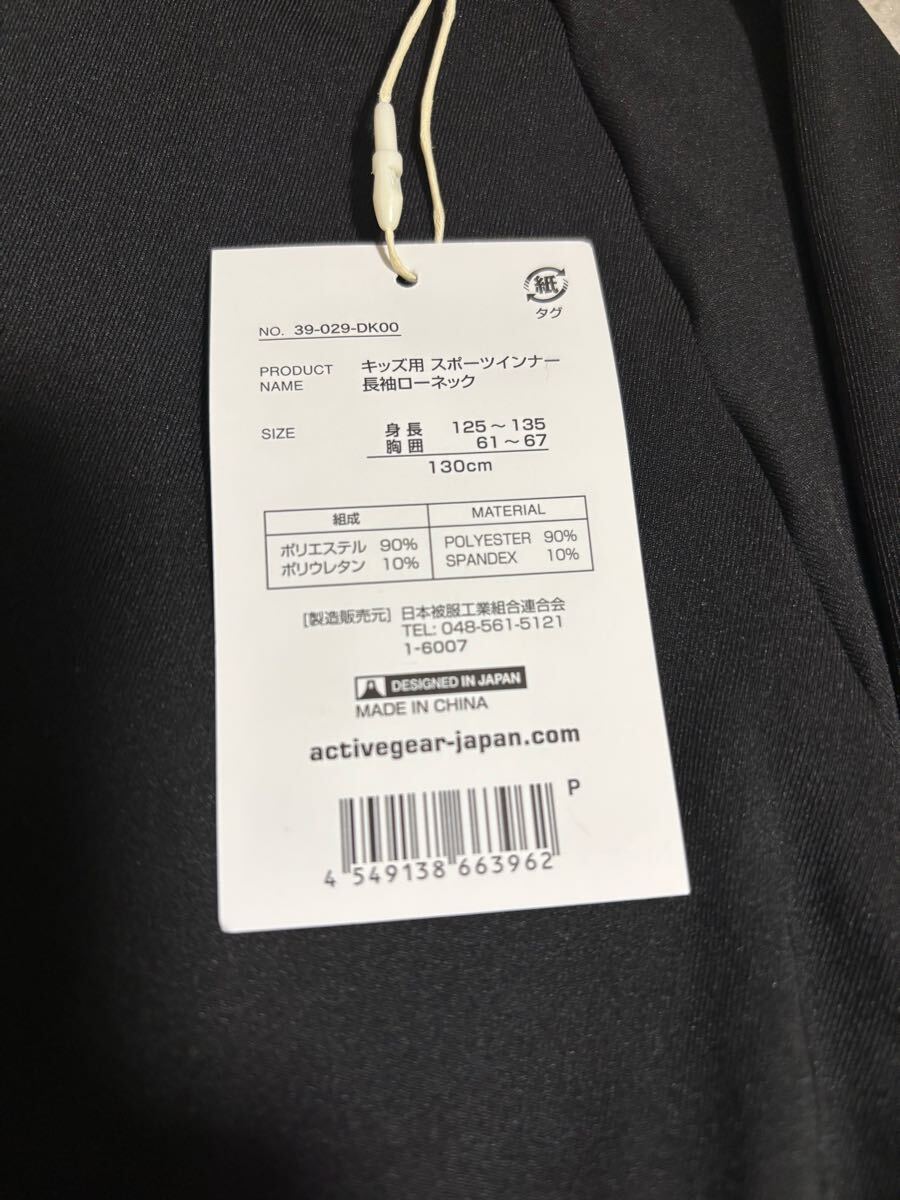 紙
タグ
NO. 39-029-DK00
PRODUCT NAME キッズ用 スポーツインナー
長袖ローネック
SIZE 身長 125～135
胸囲 61～67
130cm
組成 MATERIAL
ポリエステル 90% POLYESTER 90%
ポリウレタン 10% SPANDEX 10%
[製造販売元] 日本被服工業組合連合会
TEL: 048-561-5121
1-6007
DESIGNED IN JAPAN
MADE IN CHINA
activegear-japan.com
P
4 549138 663962